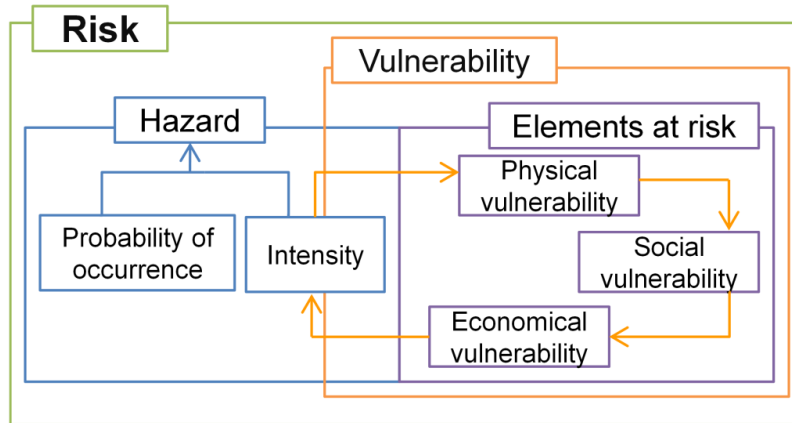 Risk
Vulnerability
Hazard
Elements at risk
Physical
vulnerability
Probability of
occurrence
Intensity
Social
vulnerability
Economical
vulnerability